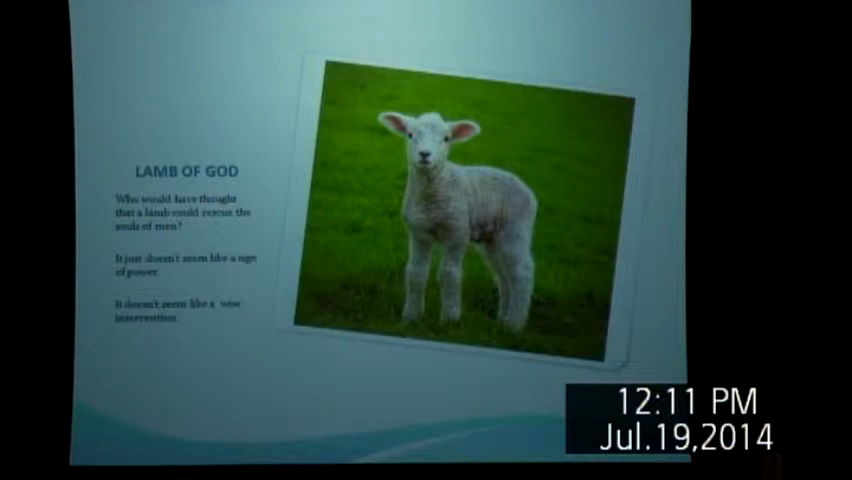 LAMB OF GOD
Who would have thought
that a lamb could rescue the
souls of men?
It just doesn't seem like a sign
of power.
It doesn't seem like a wise
intervention.
12:11 PM
Jul.19,2014